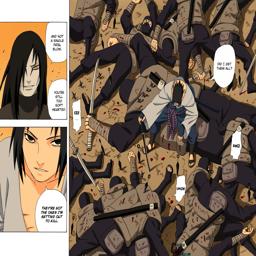 DID I GET
THEM ALL?
AND NOT
A SINGLE
FATAL
BLOW.
YOU'RE
STILL
TOO
SOFT
HEARTED.
THEY'RE NOT
THE ONES I'M
SETTING OUT
TO KILL.